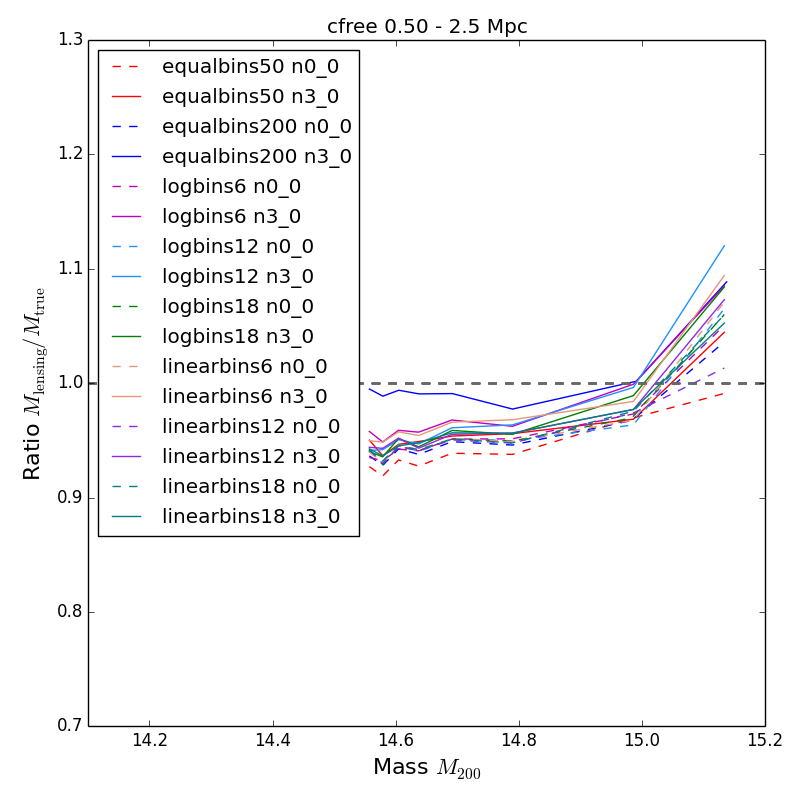 cfree 0.50 - 2.5 Mpc
1.3
equalbins50 n0_0
equalbins50 n3_0
equalbins200 n0_0
equalbins200 n3_0
logbins6 n0_0
logbins6 n3_0
logbins12 n0_0
logbins12 n3_0
logbins18 n0_0
logbins18 n3_0
linearbins6 n0_0
linearbins6 n3_0
linearbins12 n0_0
linearbins12 n3_0
linearbins18 n0_0
linearbins18 n3_0
1.2
1.1
1.0
0.9
0.8
0.7
Ratio M_lensing/M_true
14.2 14.4 14.6 14.8 15.0 15.2
Mass M_200